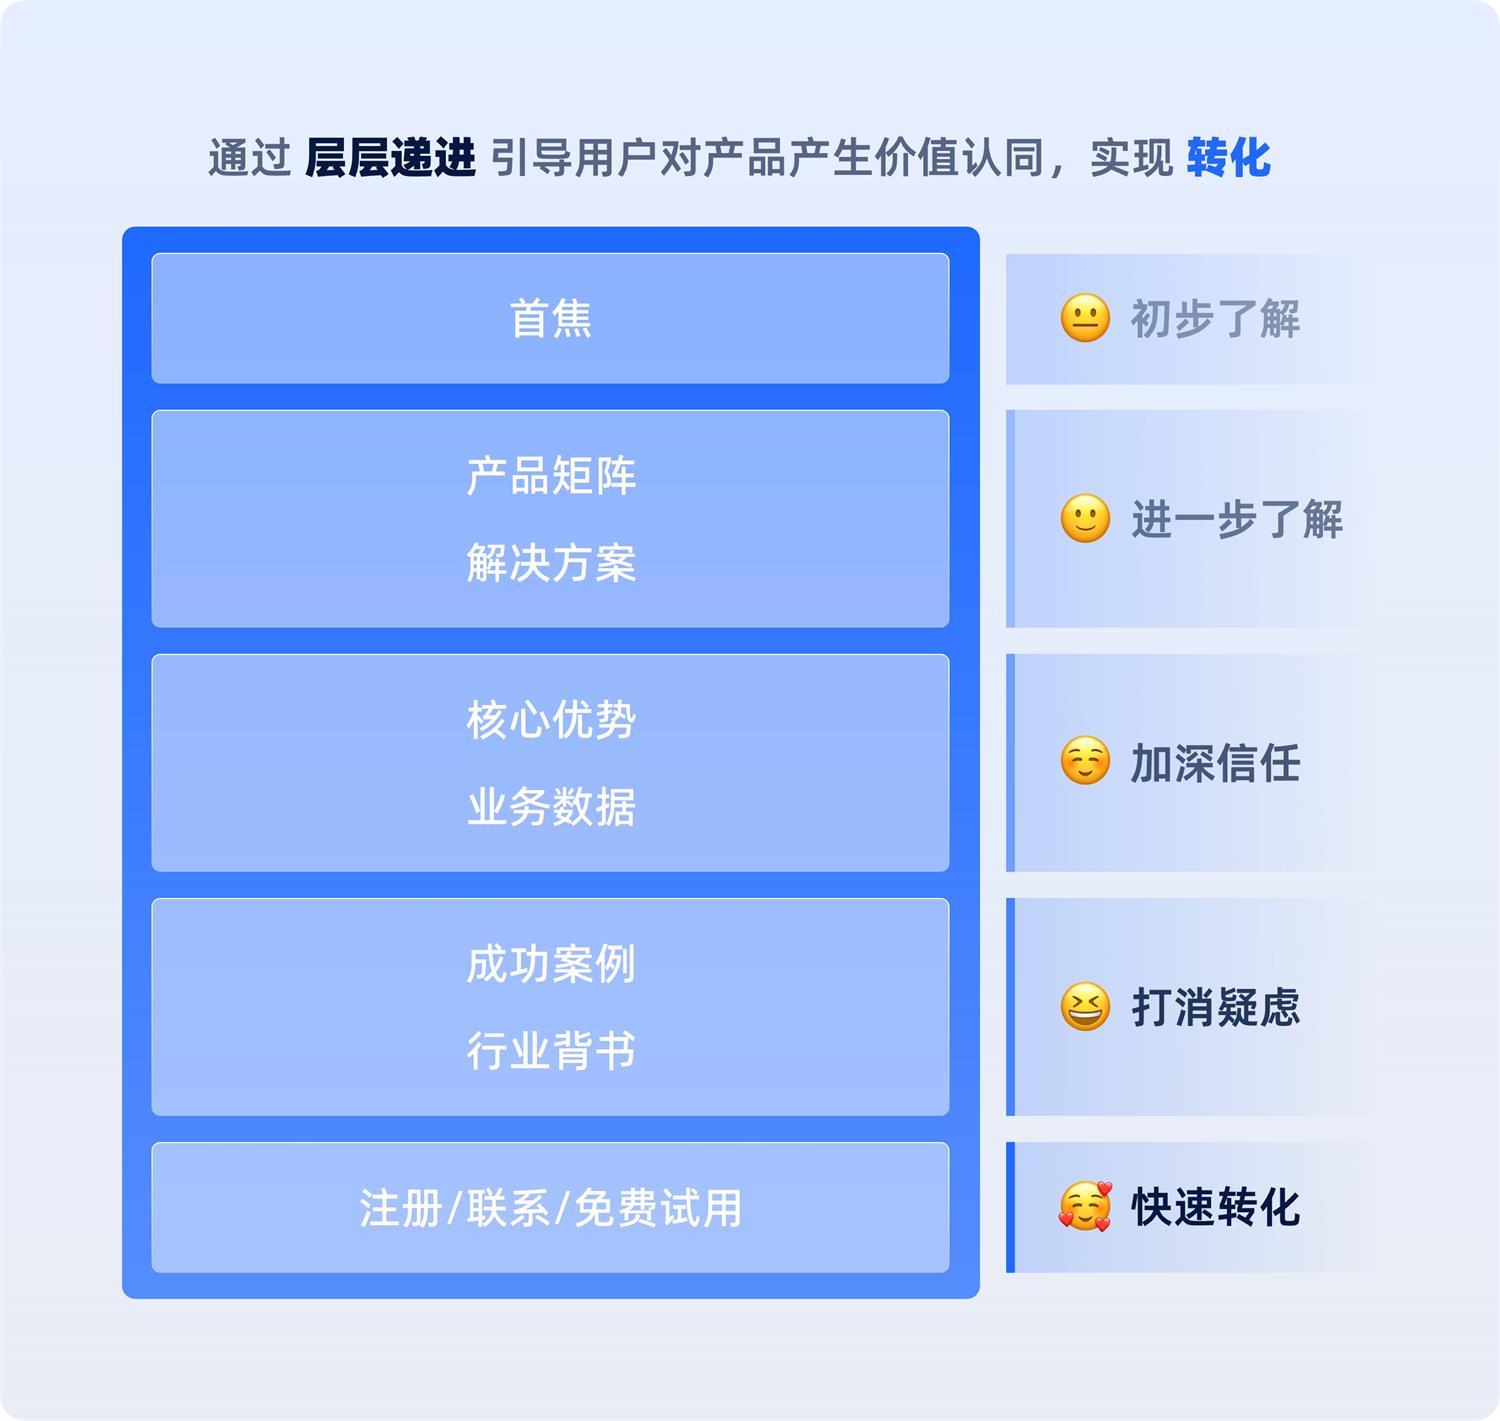 通过 层层递进 引导用户对产品产生价值认同，实现 转化
首焦
初步了解
产品矩阵
解决方案
进一步了解
核心优势
业务数据
加深信任
成功案例
行业背书
打消疑虑
注册/联系/免费试用
快速转化